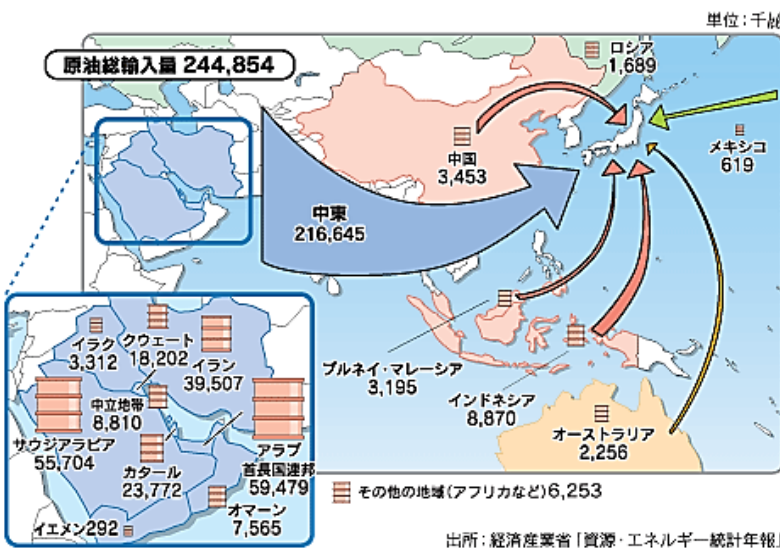 単位：千
原油総輸入量 244,854
ロシア
1,689
中国
3,453
メキシコ
619
中東
216,645
イラク
3,312
クウェート
18,202
イラン
39,507
ブルネイ・マレーシア
3,195
インドネシア
8,870
中立地帯
8,810
サウジアラビア
55,704
カタール
23,772
アラブ
首長国連邦
59,479
オーストラリア
2,256
オマーン
7,565
イエメン292
その他の地域(アフリカなど)6,253
出所：経済産業省「資源・エネルギー統計年報」